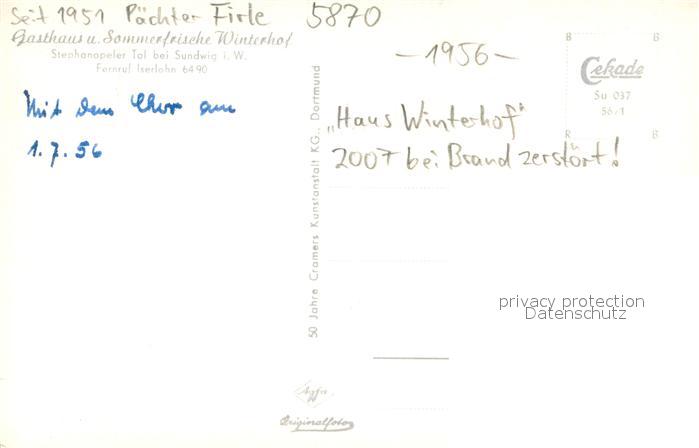 Seit 1951 Pächter Firle 5870
Gasthaus u. Sommerfrische Winterhof
Stephanopeler Tal bei Sundwig i. W.
Fernruf Iserlohn 6490
Mit dem Chor am
1.7.56
50 Jahre Cramers Kunstanstalt KG., Dortmund
– 1956 –
B B
Cekade
Su 037
56/1
R B
„Haus Winterhof"
2007 bei Brand zerstört!
privacy protection
Datenschutz
Agfa
Originalfoto